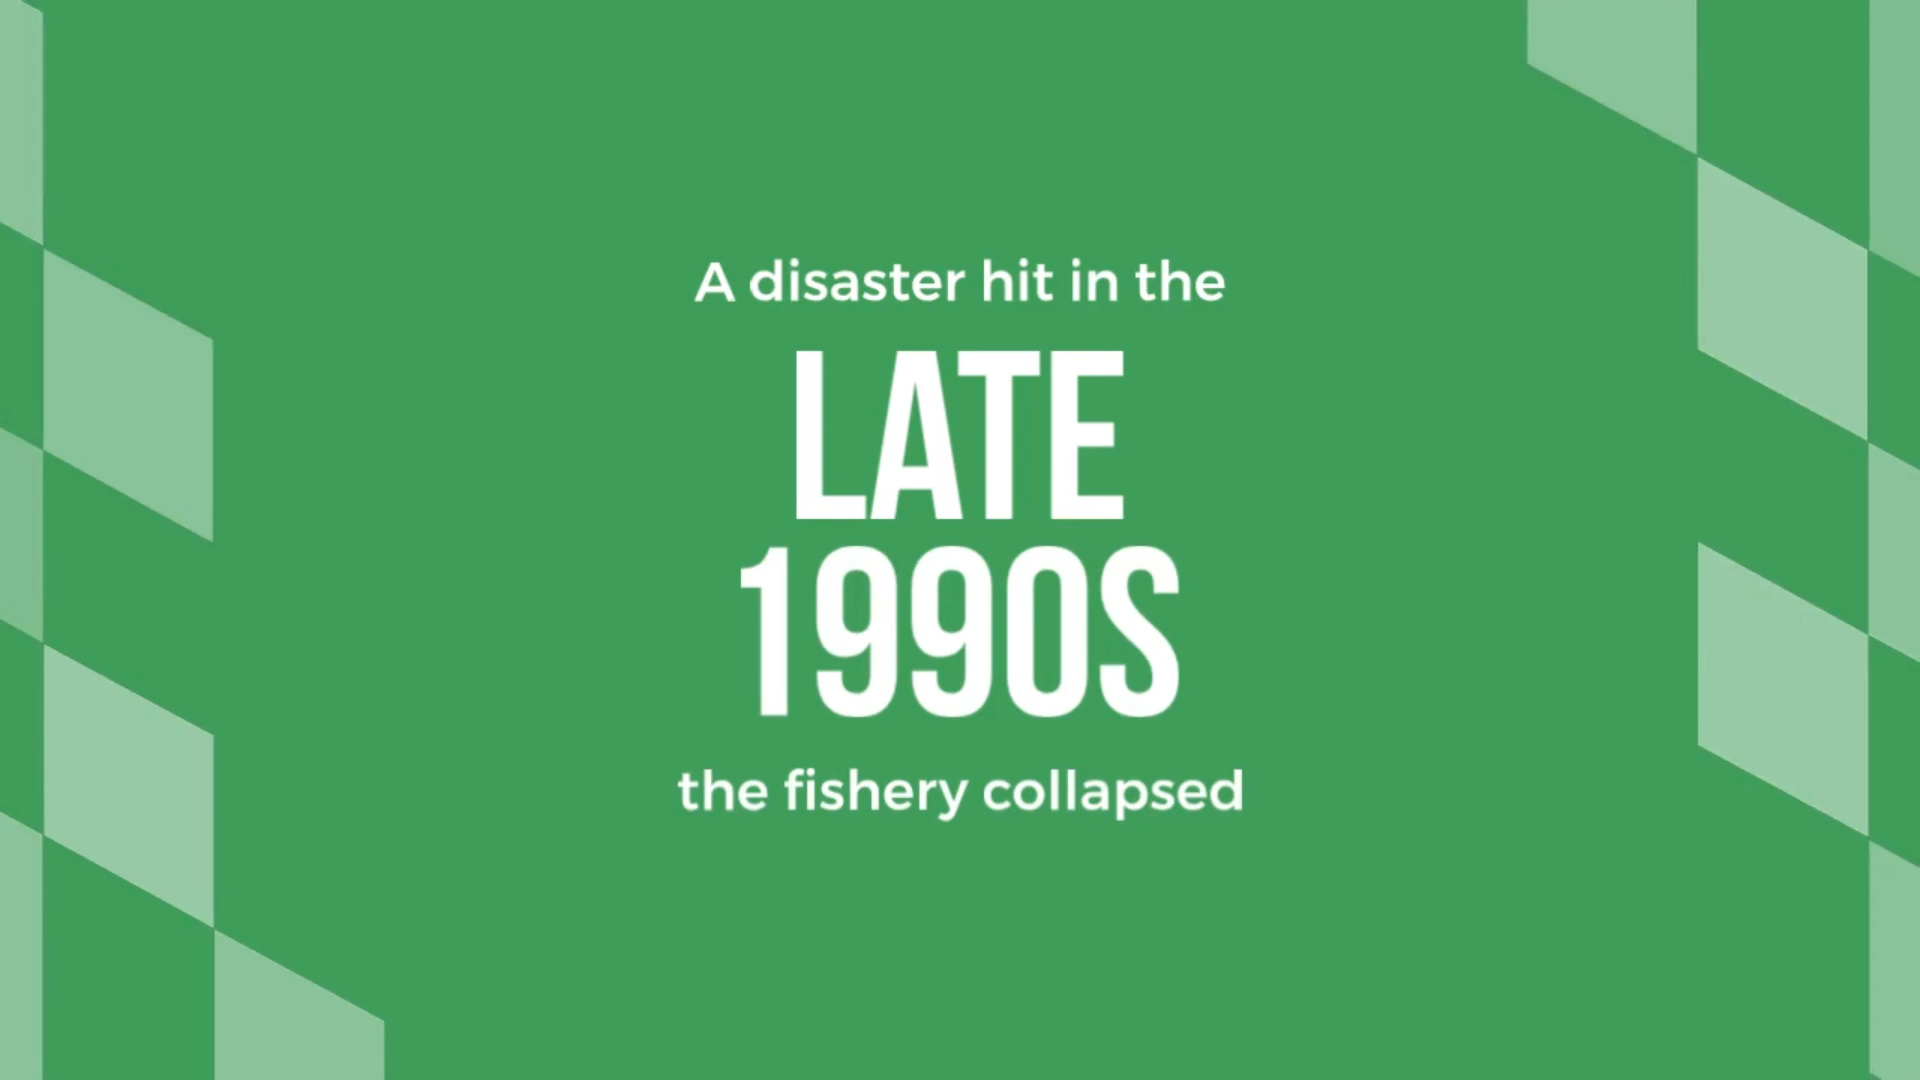 A disaster hit in the
LATE
1990S
the fishery collapsed